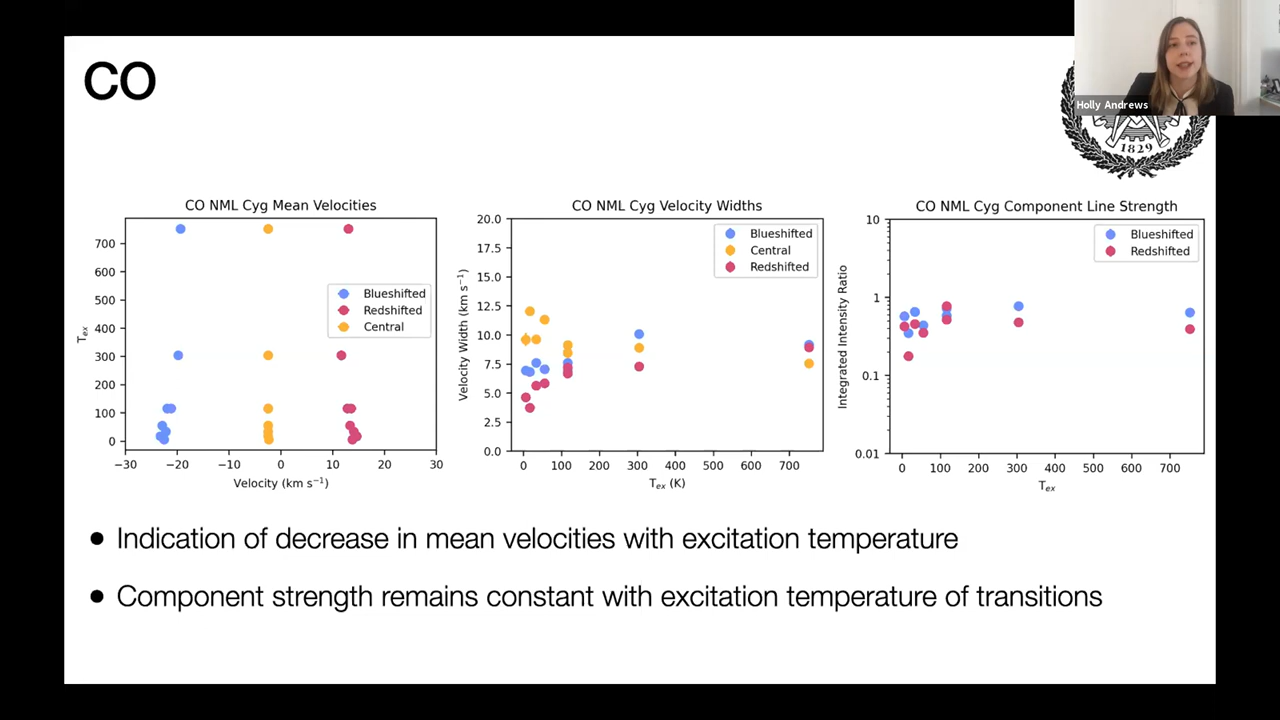 CO
Holly Andrews
1829
CO NML Cyg Mean Velocities
T_ex
700
600
500
400
300
200
100
0
−30
−20
−10
0
10
20
30
Velocity (km s⁻¹)
Blueshifted
Redshifted
Central
CO NML Cyg Velocity Widths
Velocity Width (km s⁻¹)
20.0
17.5
15.0
12.5
10.0
7.5
5.0
2.5
0.0
0
100
200
300
400
500
600
700
T_ex (K)
Blueshifted
Central
Redshifted
CO NML Cyg Component Line Strength
Integrated Intensity Ratio
10
1
0.1
0.01
0
100
200
300
400
500
600
700
T_ex
Blueshifted
Redshifted
• Indication of decrease in mean velocities with excitation temperature
• Component strength remains constant with excitation temperature of transitions